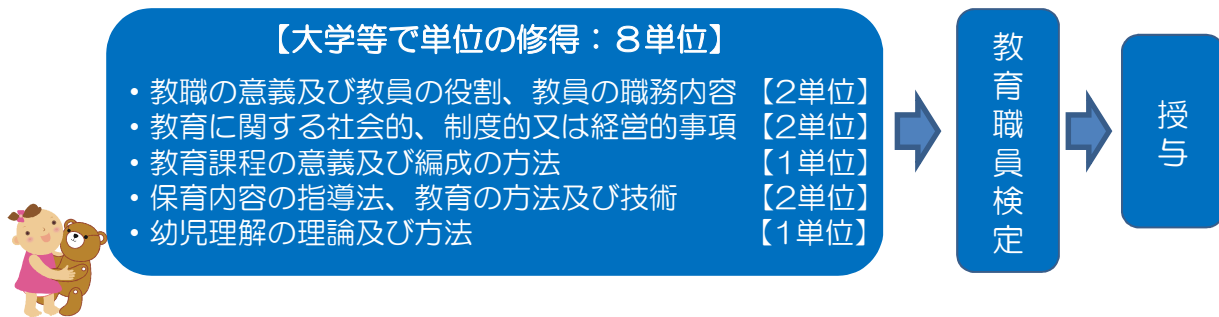 【大学等で単位の修得：８単位】
・教職の意義及び教員の役割、教員の職務内容 【2単位】
・教育に関する社会的、制度的又は経営的事項 【2単位】
・教育課程の意義及び編成の方法 【1単位】
・保育内容の指導法、教育の方法及び技術 【2単位】
・幼児理解の理論及び方法 【1単位】
教育職員検定
授与